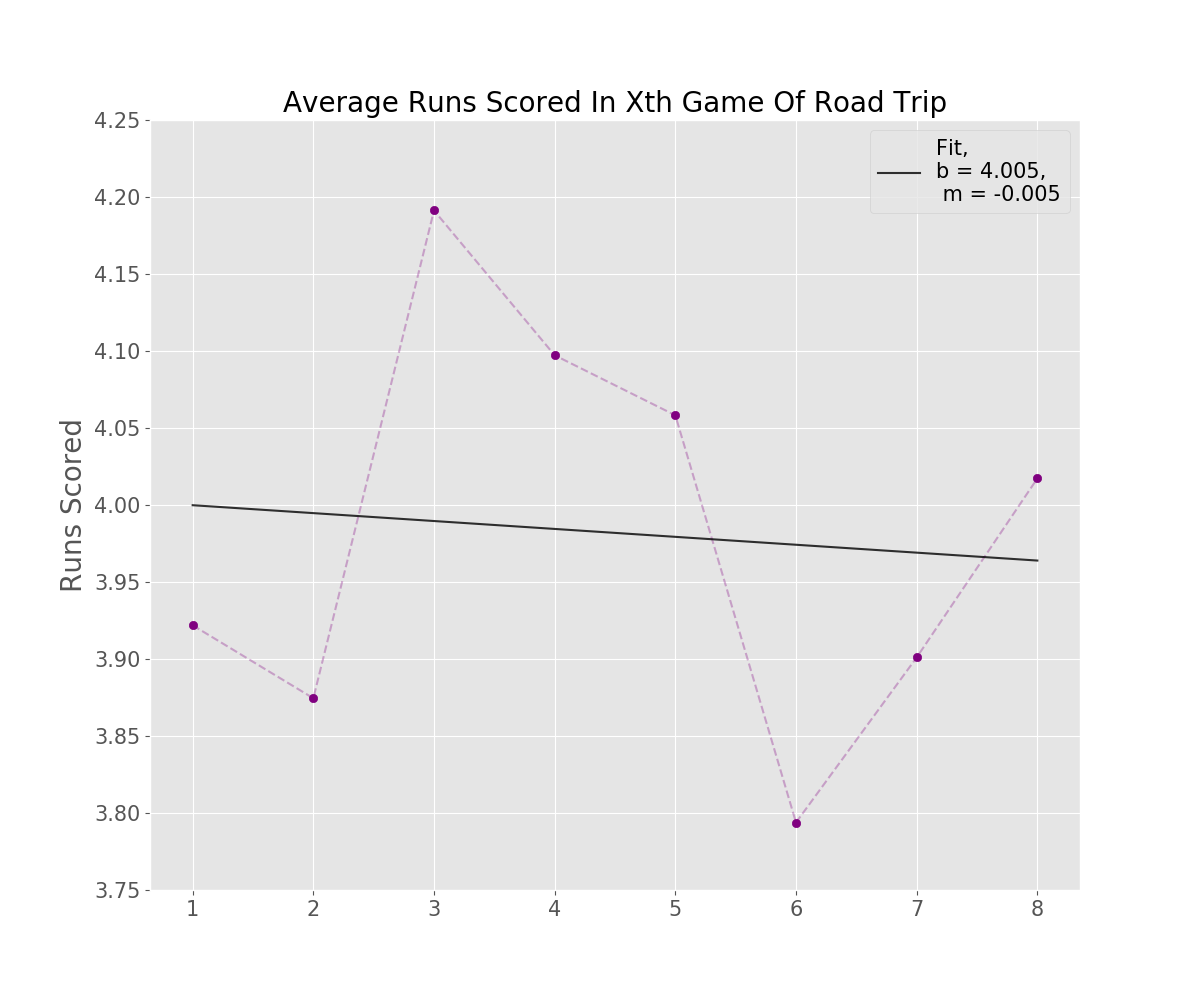 Average Runs Scored In Xth Game Of Road Trip
4.25
4.20
4.15
4.10
4.05
4.00
3.95
3.90
3.85
3.80
3.75
Runs Scored
Fit,
b = 4.005,
m = -0.005
1 2 3 4 5 6 7 8